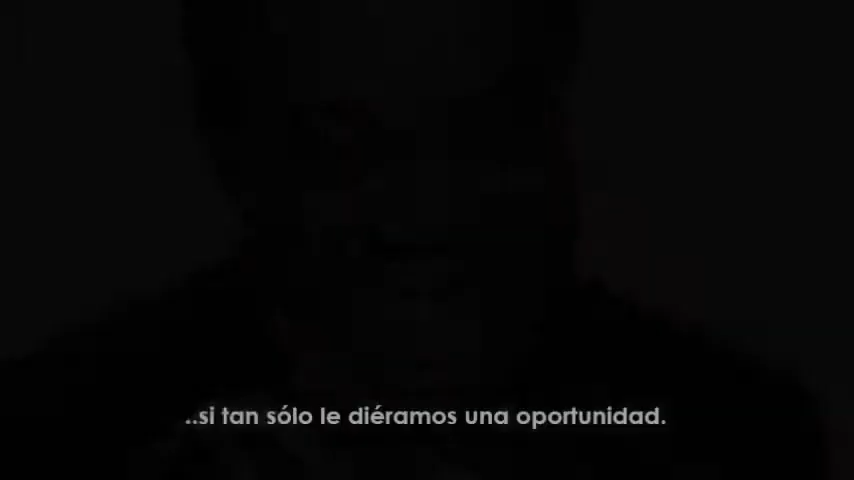 ..si tan sólo le diéramos una oportunidad.